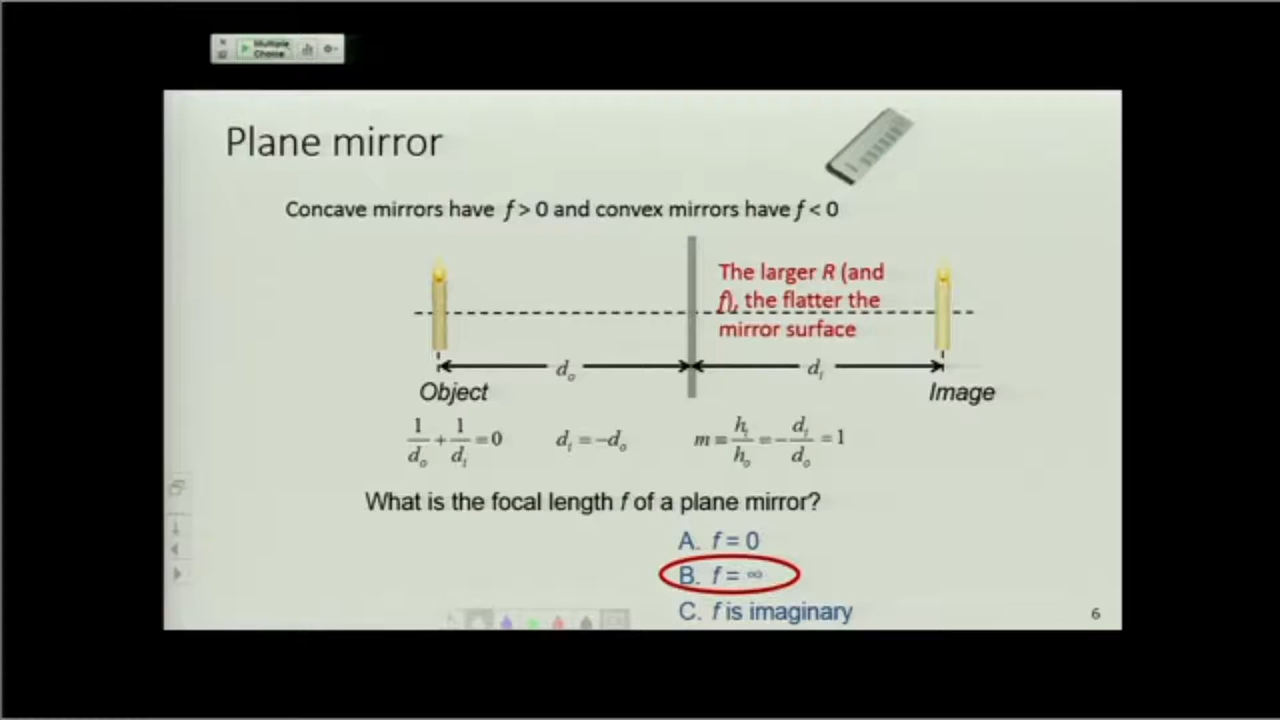 Multiple
Choice
Plane mirror
Concave mirrors have f > 0 and convex mirrors have f < 0
The larger R (and
f), the flatter the
mirror surface
d_o
d_i
Object
Image
1/d_o + 1/d_i = 0
d_i = −d_o
m ≡ h_i/h_o = − d_i/d_o = 1
What is the focal length f of a plane mirror?
A. f = 0
B. f = ∞
C. f is imaginary
6